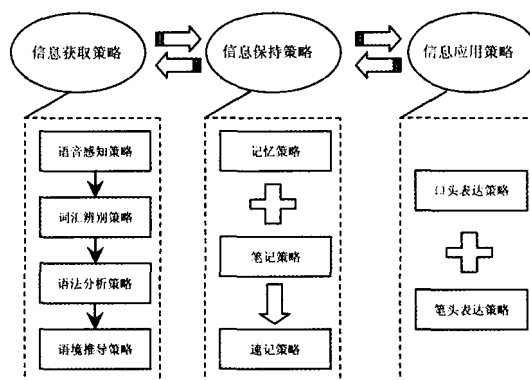 信息获取策略
信息保持策略
信息应用策略
语音感知策略
词汇辨别策略
语法分析策略
语境推导策略
记忆策略
笔记策略
速记策略
口头表达策略
笔头表达策略